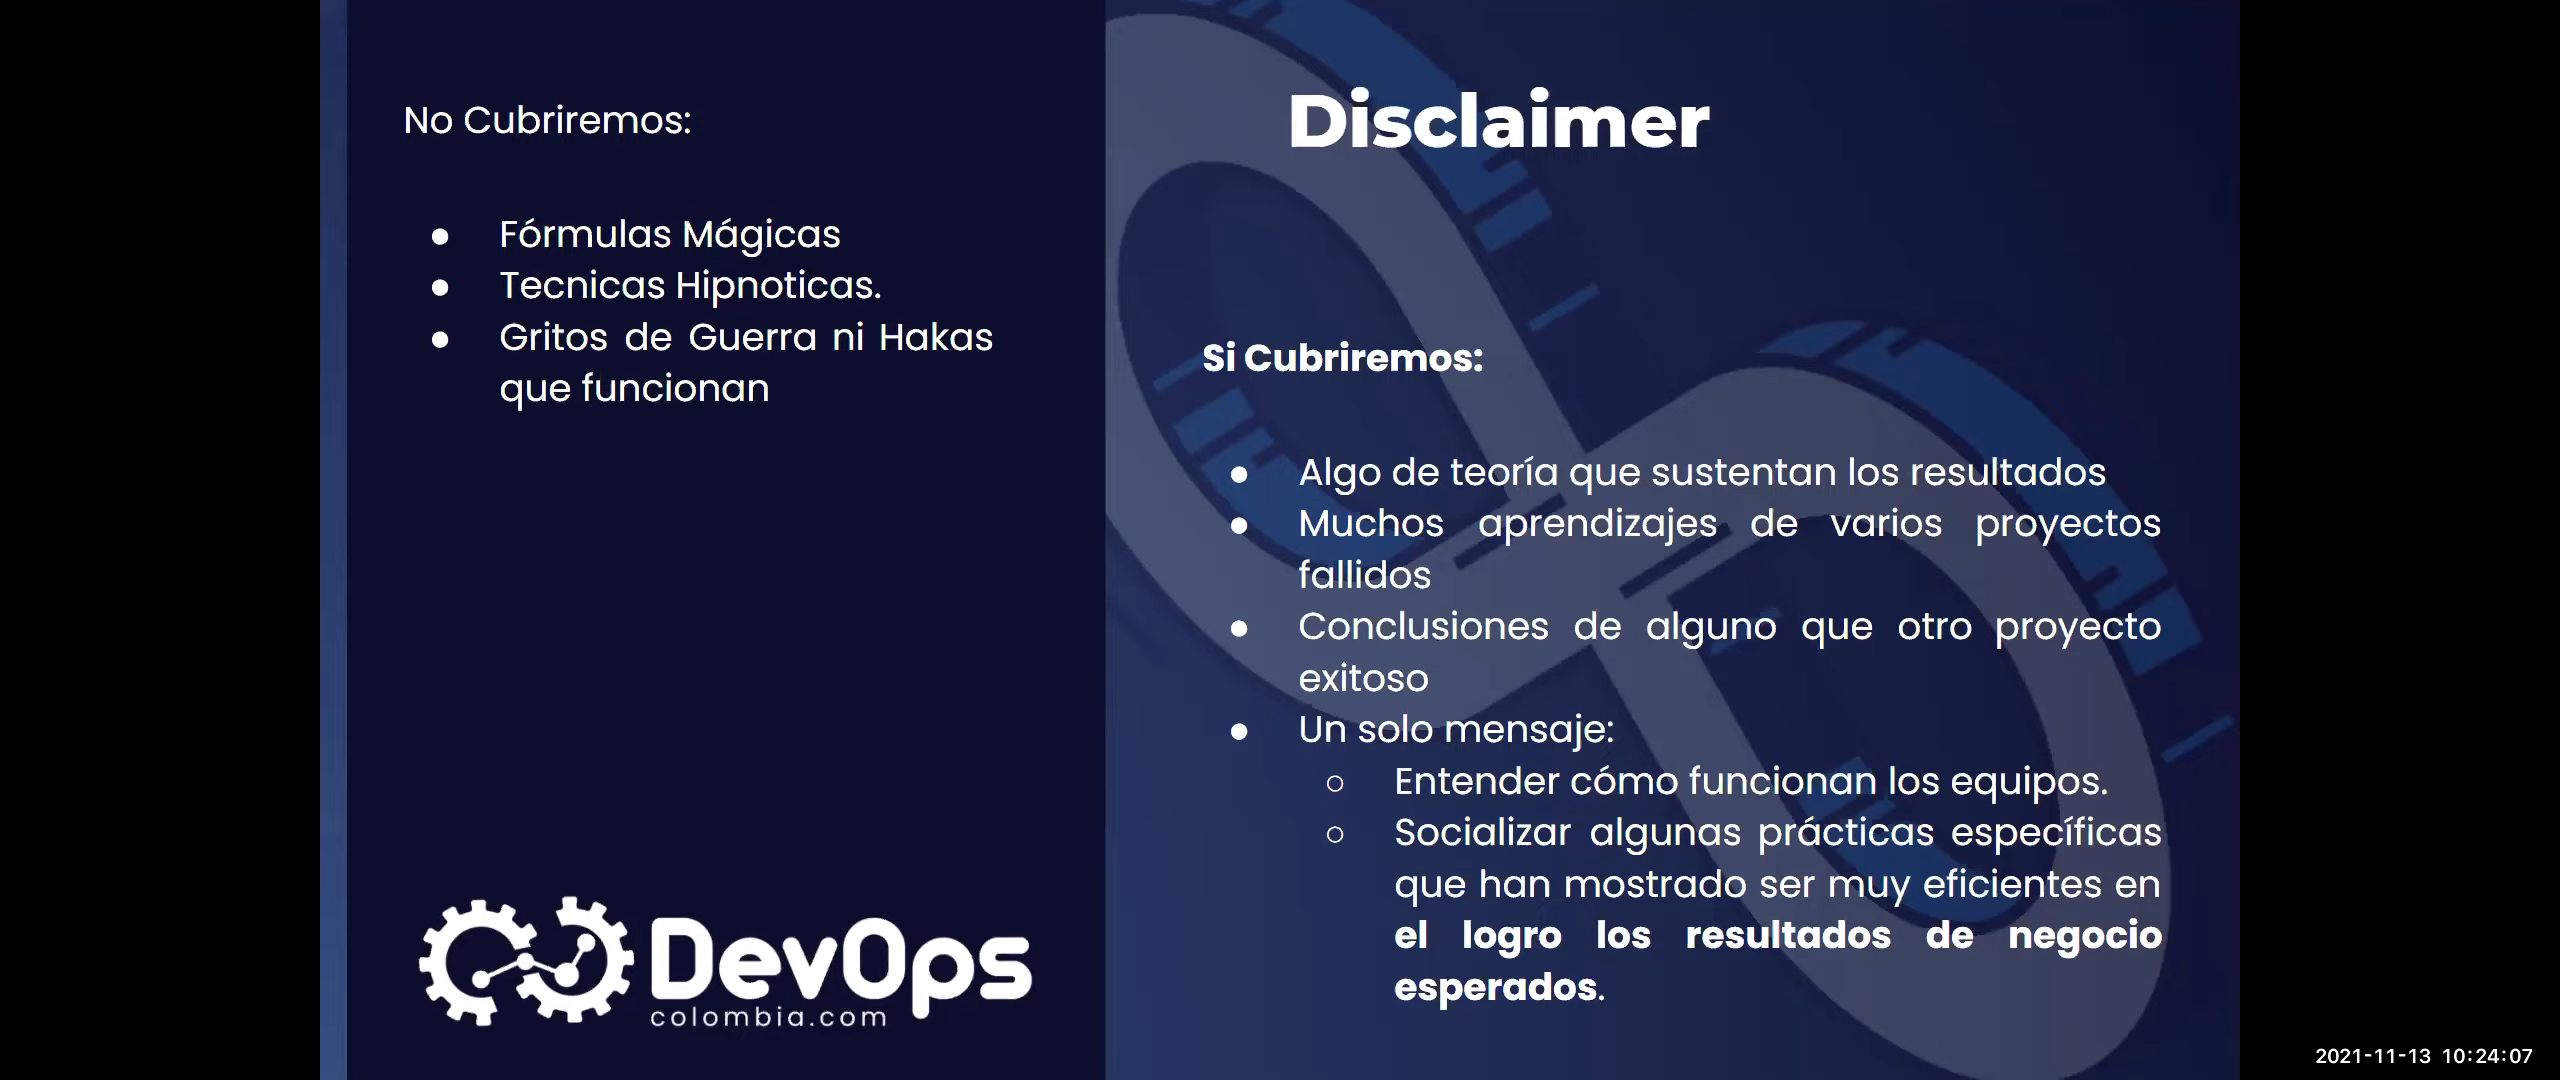 No Cubriremos:
● Fórmulas Mágicas
● Tecnicas Hipnoticas.
● Gritos de Guerra ni Hakas
que funcionan
DevOps
colombia.com
Disclaimer
Si Cubriremos:
● Algo de teoría que sustentan los resultados
● Muchos aprendizajes de varios proyectos
fallidos
● Conclusiones de alguno que otro proyecto
exitoso
● Un solo mensaje:
○ Entender cómo funcionan los equipos.
○ Socializar algunas prácticas específicas
que han mostrado ser muy eficientes en
el logro los resultados de negocio
esperados.
2021-11-13 10:24:07